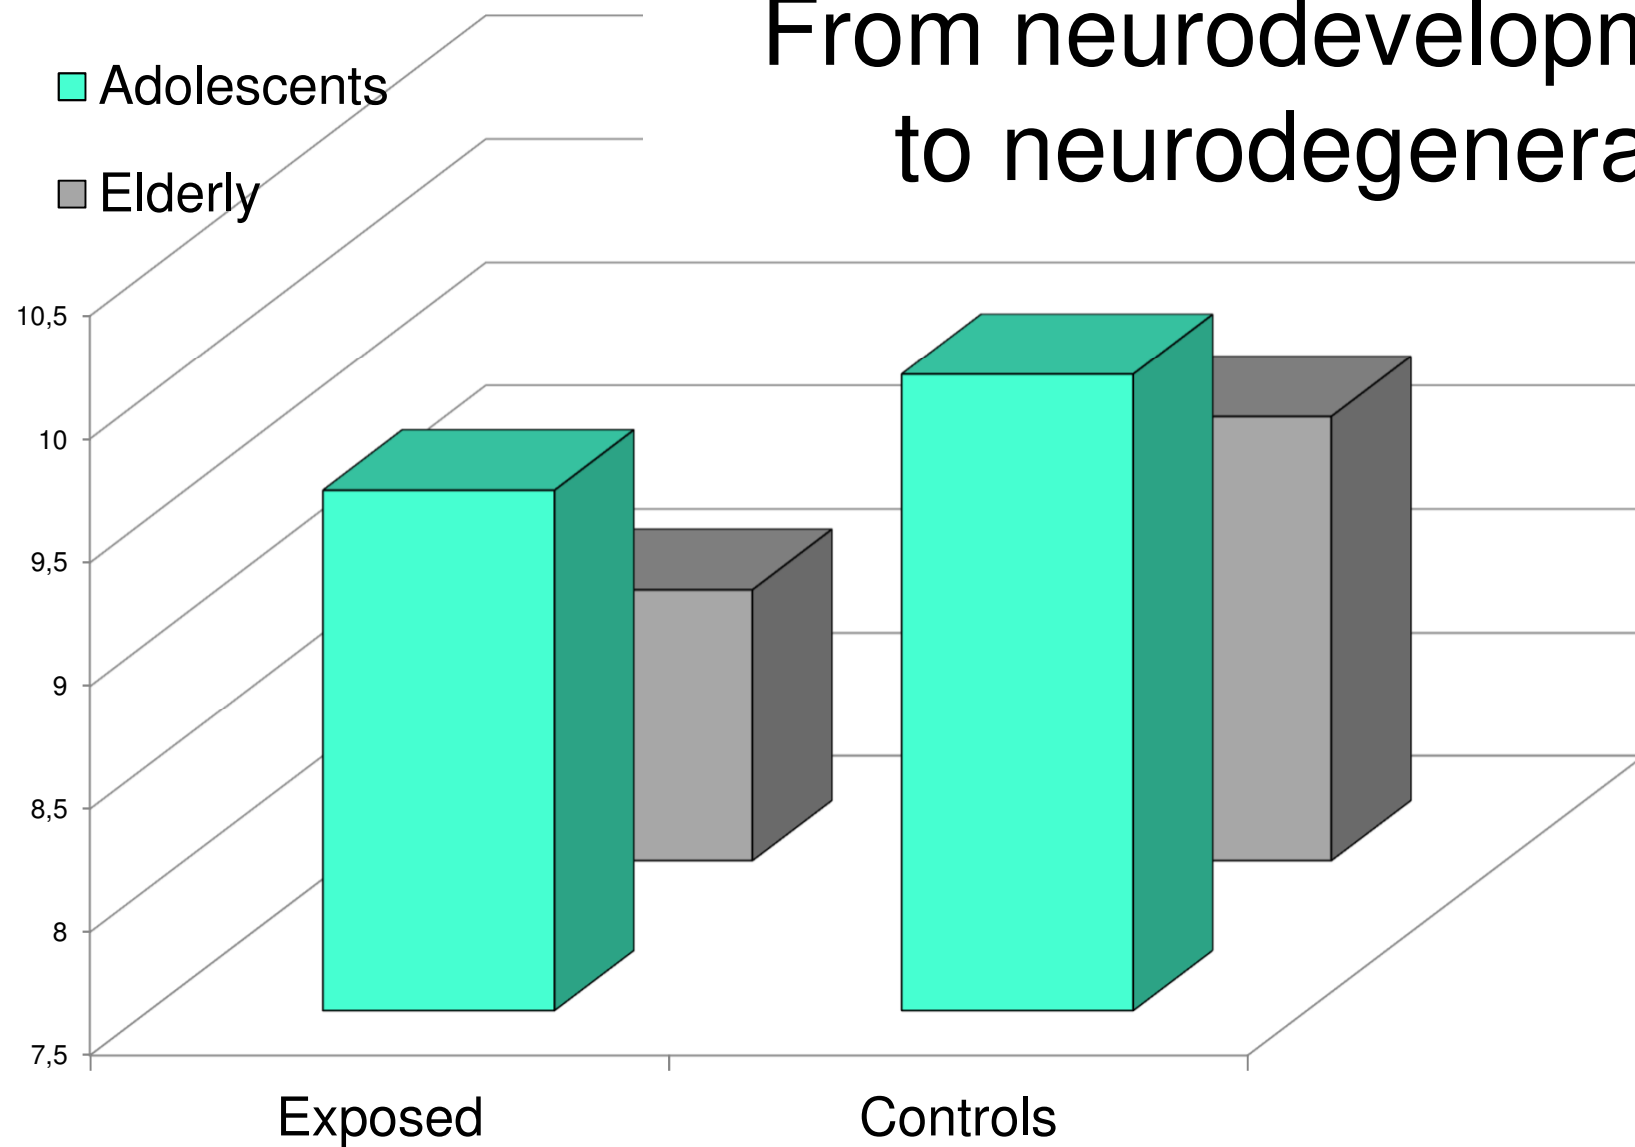 From neurodevelopm
to neurodegenera
Adolescents
Elderly
10,5
10
9,5
9
8,5
8
7,5
Exposed
Controls